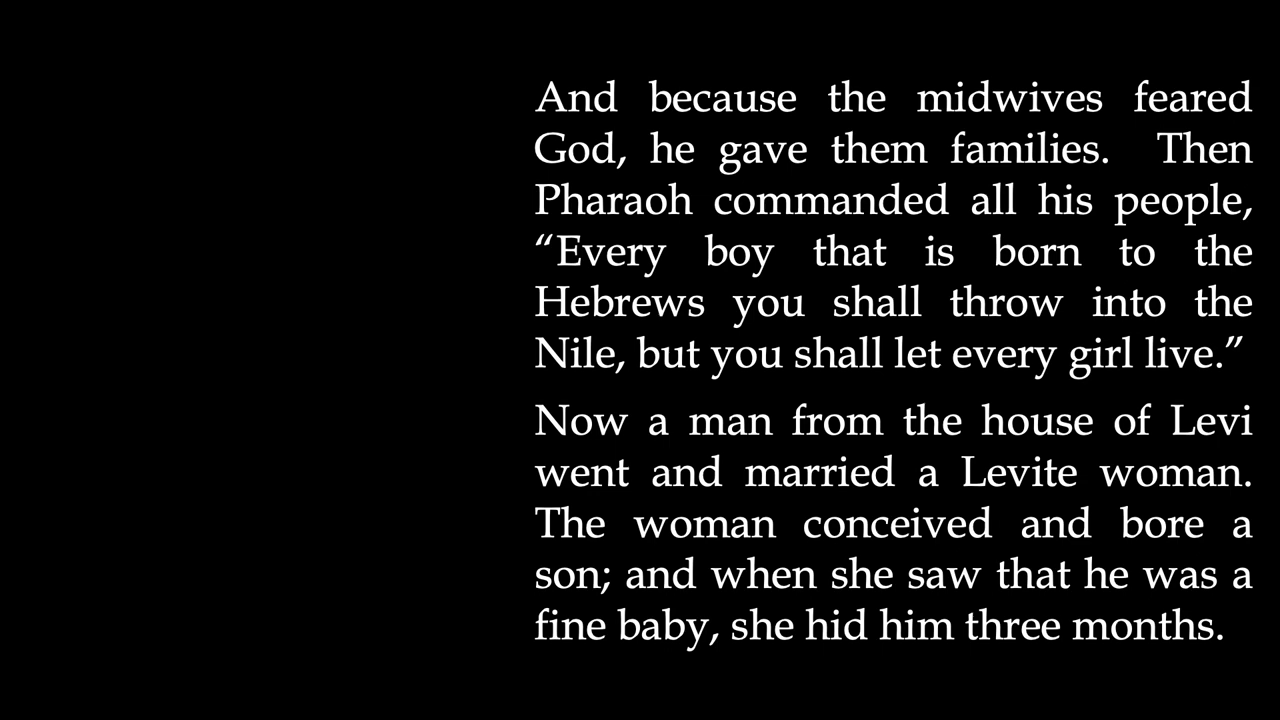 And because the midwives feared
God, he gave them families. Then
Pharaoh commanded all his people,
“Every boy that is born to the
Hebrews you shall throw into the
Nile, but you shall let every girl live.”
Now a man from the house of Levi
went and married a Levite woman.
The woman conceived and bore a
son; and when she saw that he was a
fine baby, she hid him three months.